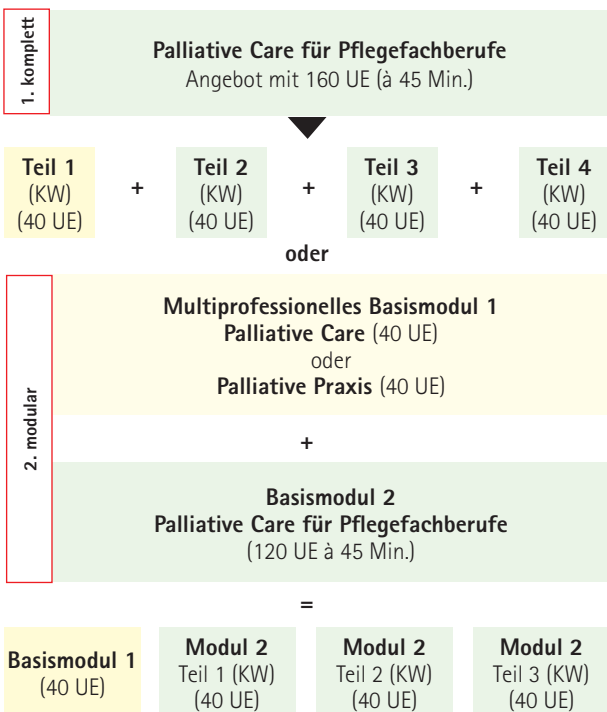 1. komplett
Palliative Care für Pflegefachberufe
Angebot mit 160 UE (à 45 Min.)
Teil 1
(KW)
(40 UE)
+
Teil 2
(KW)
(40 UE)
+
Teil 3
(KW)
(40 UE)
+
Teil 4
(KW)
(40 UE)
oder
2. modular
Multiprofessionelles Basismodul 1
Palliative Care (40 UE)
oder
Palliative Praxis (40 UE)
+
Basismodul 2
Palliative Care für Pflegefachberufe
(120 UE à 45 Min.)
=
Basismodul 1
(40 UE)
Modul 2
Teil 1 (KW)
(40 UE)
Modul 2
Teil 2 (KW)
(40 UE)
Modul 2
Teil 3 (KW)
(40 UE)